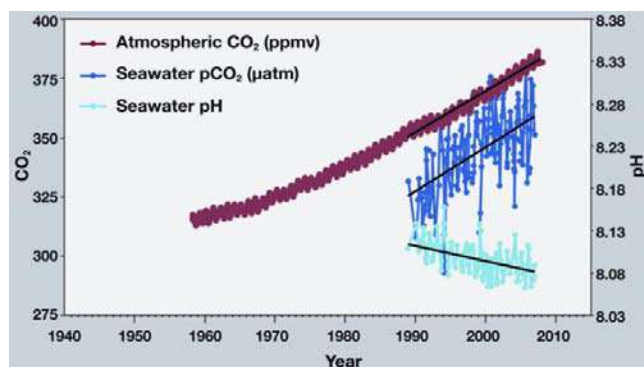 400
375
350
325
300
275
CO₂
Atmospheric CO₂ (ppmv)
Seawater pCO₂ (µatm)
Seawater pH
8.38
8.33
8.28
8.23
8.18
8.13
8.08
8.03
pH
1940 1950 1960 1970 1980 1990 2000 2010
Year